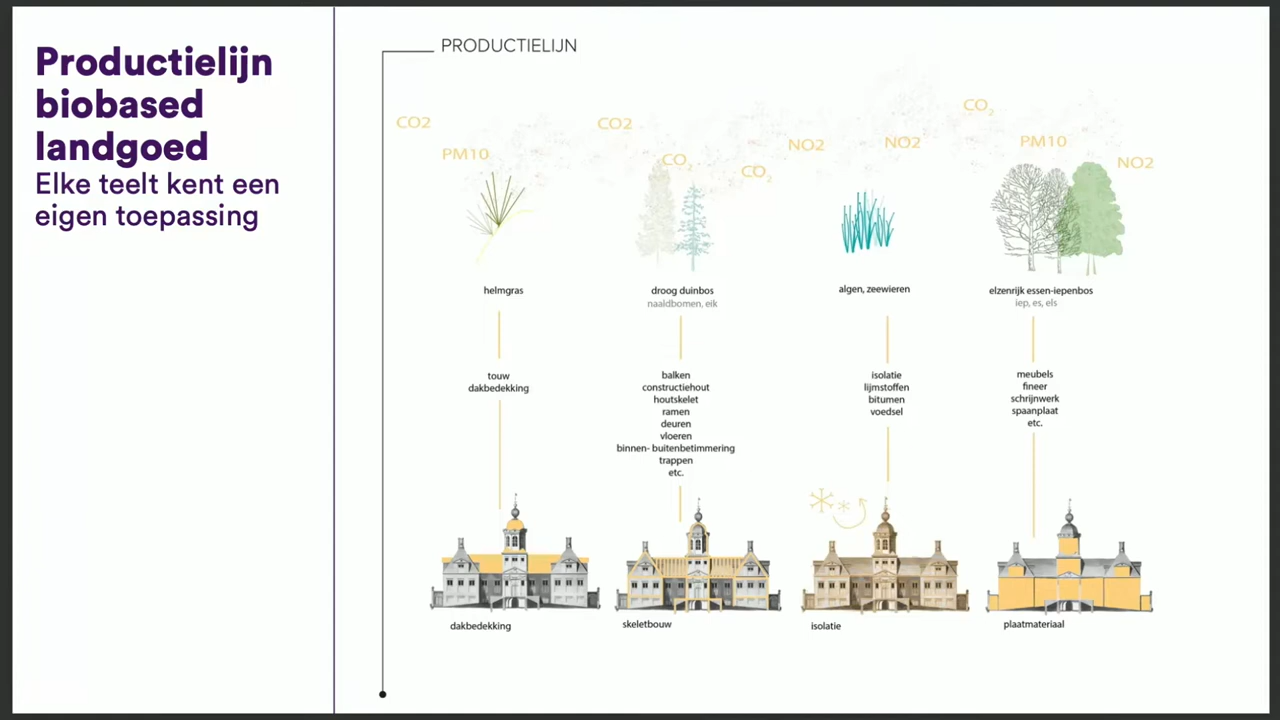 Productielijn
biobased
landgoed
Elke teelt kent een
eigen toepassing
PRODUCTIELIJN
CO2
PM10
CO2
CO2
CO2
NO2
NO2
CO2
PM10
NO2
helmgras
touw
dakbedekking
dakbedekking
droog duinbos
naaldbomen, eik
balken
constructiehout
houtskelet
ramen
deuren
vloeren
binnen- buitenbetimmering
trappen
etc.
skeletbouw
algen, zeewieren
isolatie
lijmstoffen
bitumen
voedsel
isolatie
elzenrijk essen-iepenbos
iep, es, els
meubels
fineer
schrijnwerk
spaanplaat
etc.
plaatmateriaal